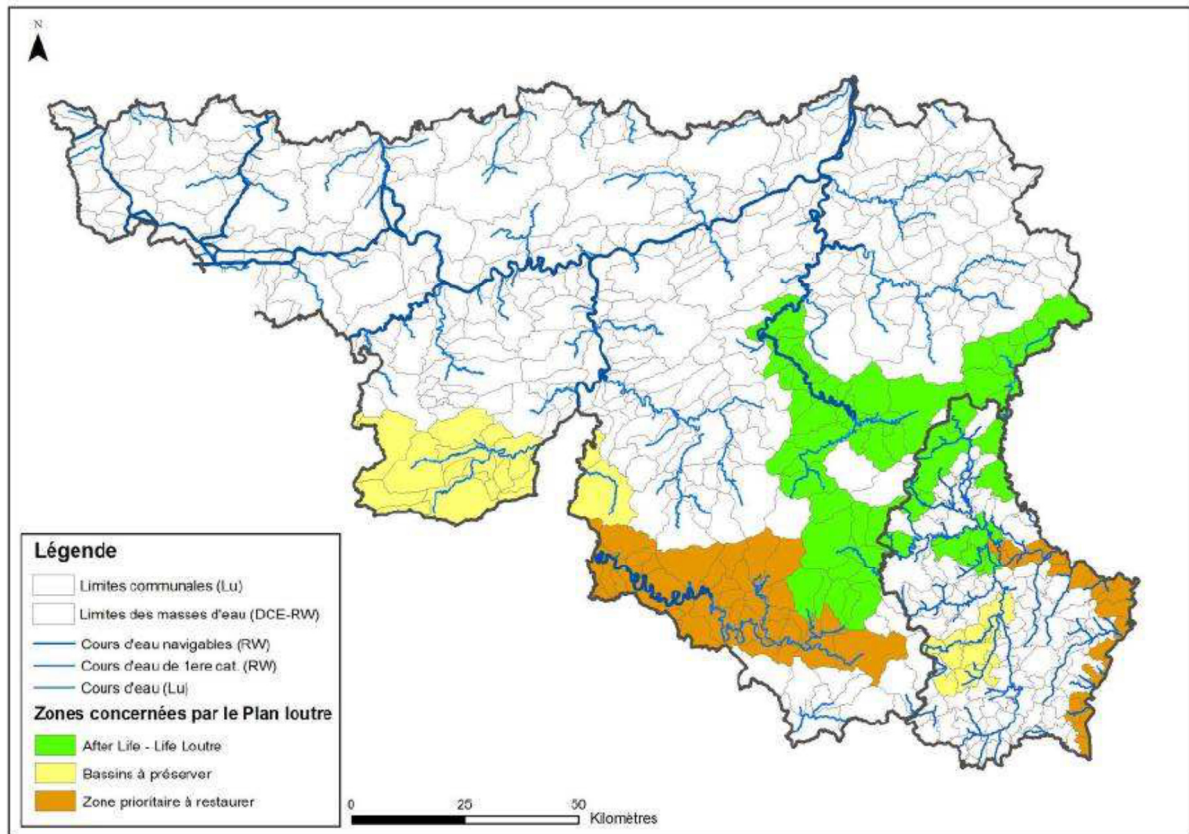 N
Légende
Limites communales (Lu)
Limites des masses d'eau (DCE-RW)
Cours d'eau navigables (RW)
Cours d'eau de 1ere cat. (RW)
Cours d'eau (Lu)
Zones concernées par le Plan loutre
After Life - Life Loutre
Bassins à préserver
Zone prioritaire à restaurer
0 25 50 Kilomètres